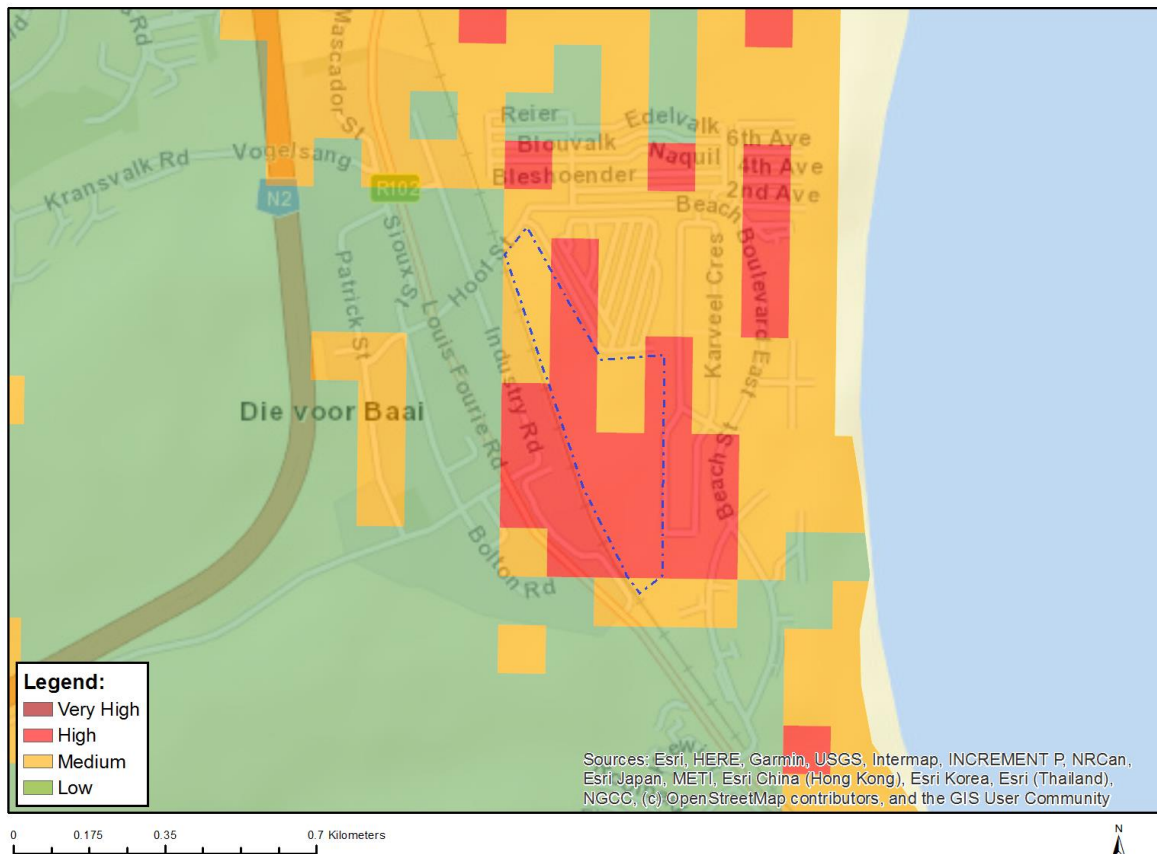 Mascador St
Reier
Edelvalk
6th Ave
Blouvalk
Naquil
4th Ave
Vogelsang
Kransvalk Rd
Bleshoender
2nd Ave
R102
N2
Beach Boulevard East
Sioux St
Hoof St
Patrick St
Karveel Cres
Louis Fourie Rd
Industry Rd
Die voor Baai
Beach St
Bolton Rd
Legend:
Very High
High
Medium
Low
Sources: Esri, HERE, Garmin, USGS, Intermap, INCREMENT P, NRCan,
Esri Japan, METI, Esri China (Hong Kong), Esri Korea, Esri (Thailand),
NGCC, (c) OpenStreetMap contributors, and the GIS User Community
0 0.175 0.35 0.7 Kilometers
N